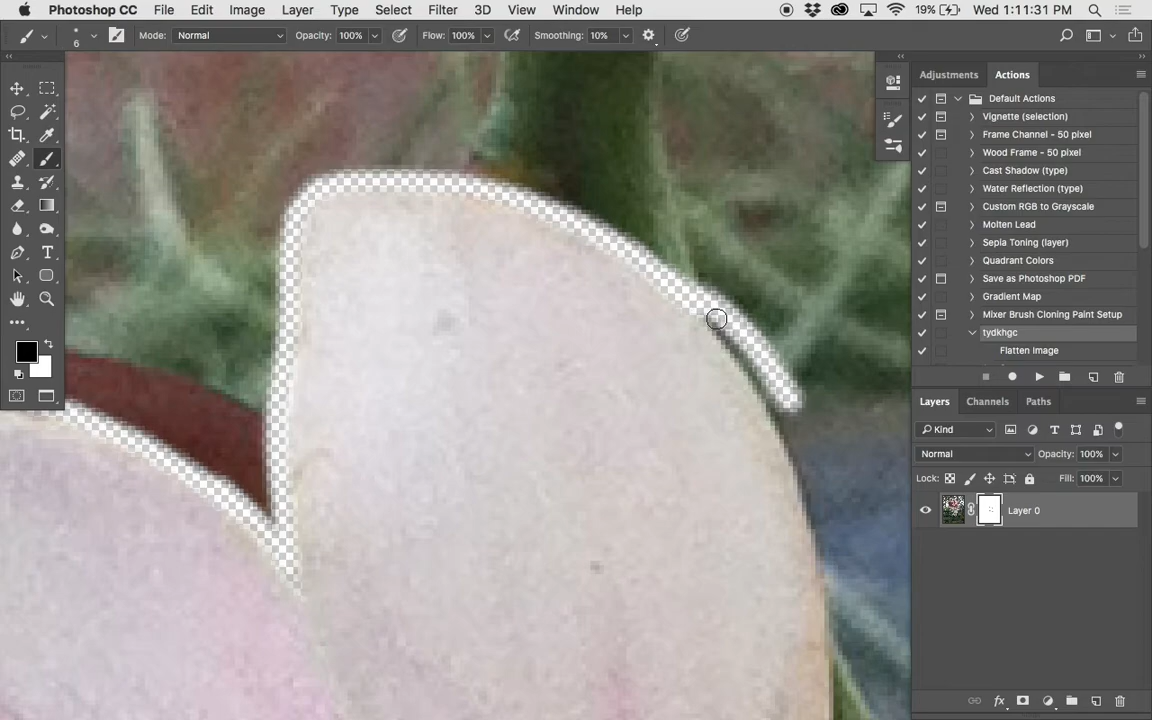 Photoshop CC File Edit Image Layer Type Select Filter 3D View Window Help 19% Wed 1:11:31 PM
6 Mode: Normal Opacity: 100% Flow: 100% Smoothing: 10%
Adjustments Actions
Default Actions
Vignette (selection)
Frame Channel - 50 pixel
Wood Frame - 50 pixel
Cast Shadow (type)
Water Reflection (type)
Custom RGB to Grayscale
Molten Lead
Sepia Toning (layer)
Quadrant Colors
Save as Photoshop PDF
Gradient Map
Mixer Brush Cloning Paint Setup
tydkhgc
Flatten Image
Layers Channels Paths
Kind
Normal Opacity: 100%
Lock: Fill: 100%
Layer 0
fx